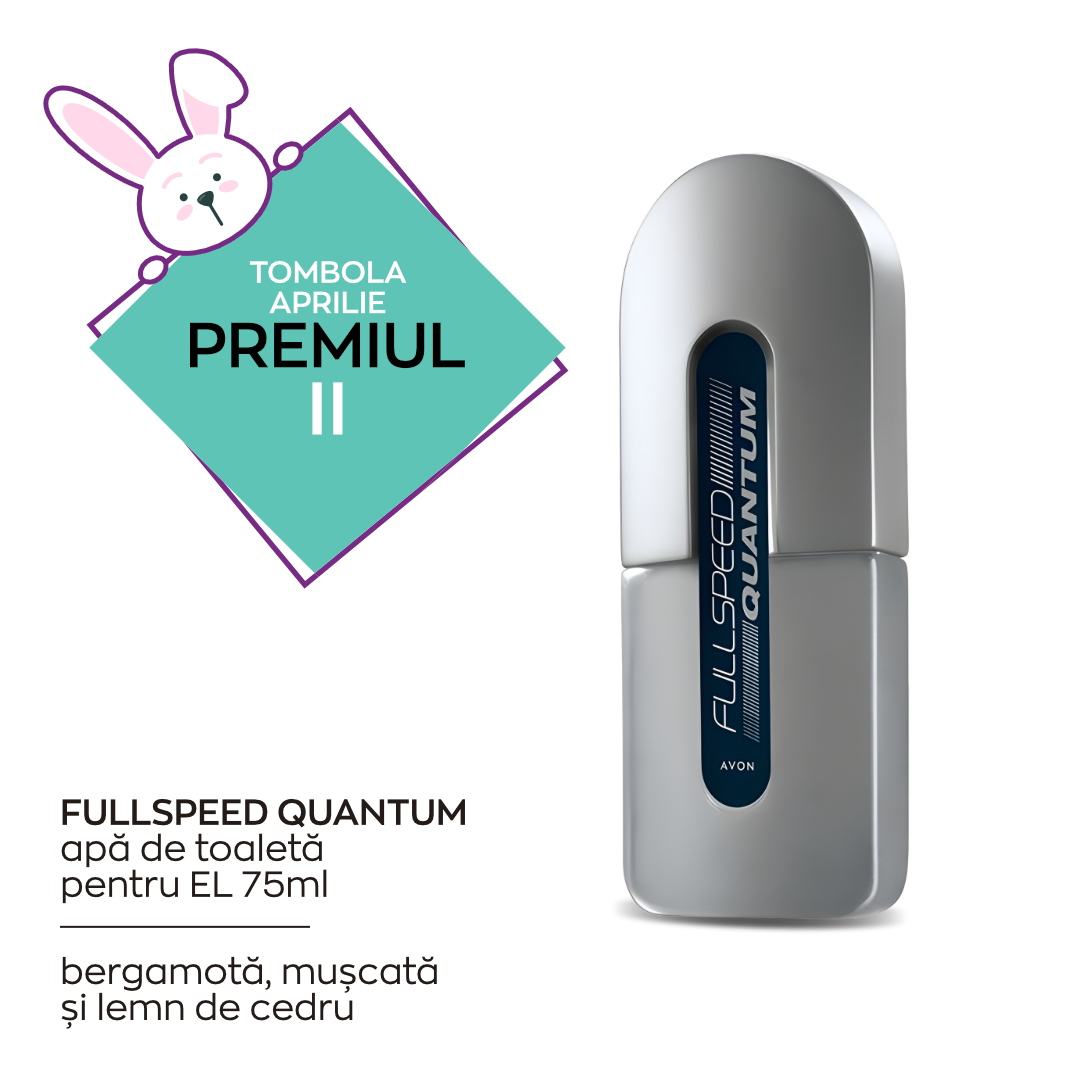 TOMBOLA
APRILIE
PREMIUL
II
FULLSPEED
QUANTUM
AVON
FULLSPEED QUANTUM
apă de toaletă
pentru EL 75ml
bergamotă, mușcată
și lemn de cedru